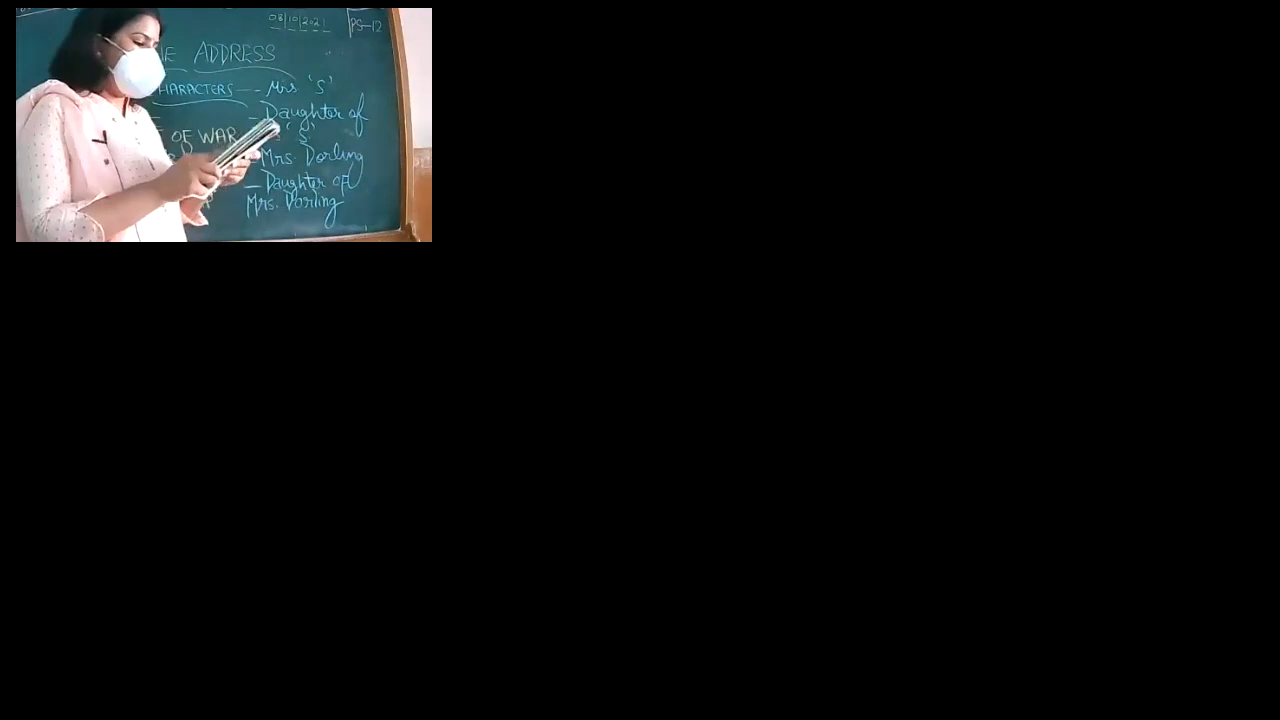 08|10|2021 PS-12
ADDRESS
HARACTERS -- Mrs 'S'
- Daughter of
OF WAR 'S'
- Mrs. Dorling
- Daughter of
Mrs. Dorling